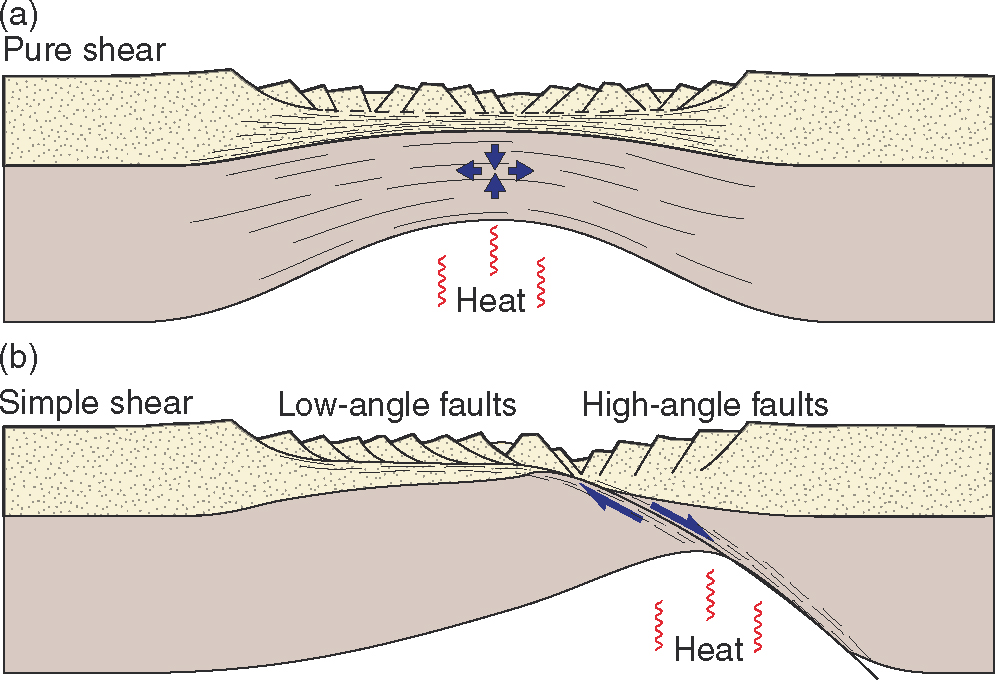 (a)
Pure shear
Heat
(b)
Simple shear
Low-angle faults
High-angle faults
Heat